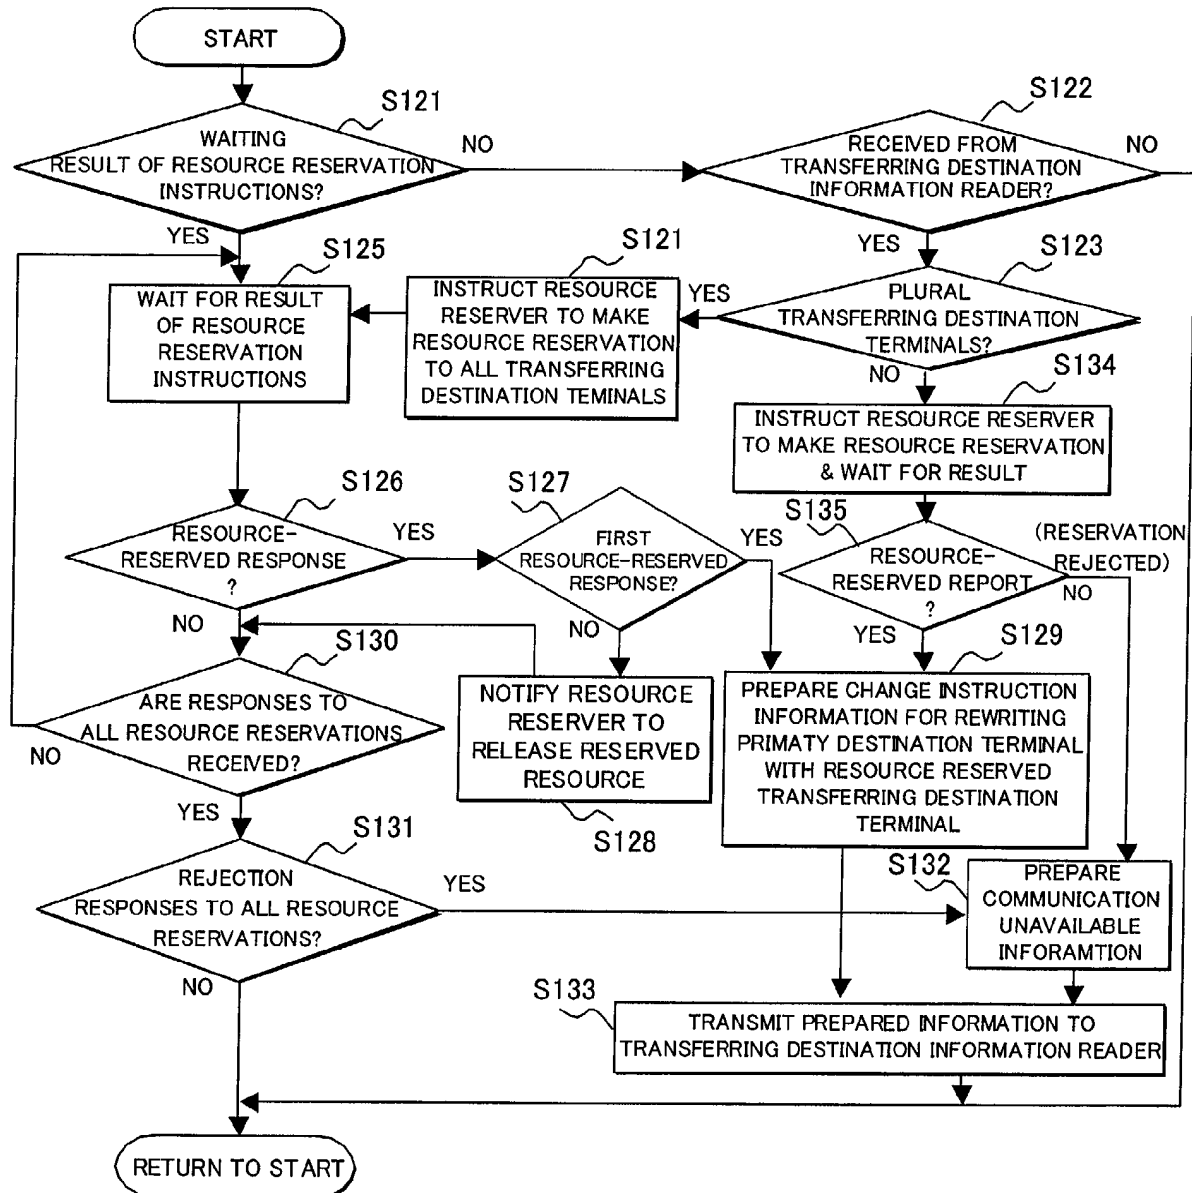 START
S121
WAITING
RESULT OF RESOURCE RESERVATION
INSTRUCTIONS?
NO
YES
S122
RECEIVED FROM
TRANSFERRING DESTINATION
INFORMATION READER?
NO
YES
S125
WAIT FOR RESULT
OF RESOURCE
RESERVATION
INSTRUCTIONS
S121
INSTRUCT RESOURCE
RESERVER TO MAKE
RESOURCE RESERVATION
TO ALL TRANSFERRING
DESTINATION TEMINALS
YES
S123
PLURAL
TRANSFERRING DESTINATION
TERMINALS?
NO
S134
INSTRUCT RESOURCE RESERVER
TO MAKE RESOURCE RESERVATION
& WAIT FOR RESULT
S126
RESOURCE-
RESERVED RESPONSE
?
YES
NO
S127
FIRST
RESOURCE-RESERVED
RESPONSE?
YES
NO
S135
RESOURCE-
RESERVED REPORT
?
(RESERVATION
REJECTED)
NO
YES
S130
ARE RESPONSES TO
ALL RESOURCE RESERVATIONS
RECEIVED?
NO
YES
NOTIFY RESOURCE
RESERVER TO
RELEASE RESERVED
RESOURCE
S128
S129
PREPARE CHANGE INSTRUCTION
INFORMATION FOR REWRITING
PRIMATY DESTINATION TERMINAL
WITH RESOURCE RESERVED
TRANSFERRING DESTINATION
TERMINAL
S131
REJECTION
RESPONSES TO ALL RESOURCE
RESERVATIONS?
YES
NO
S132
PREPARE
COMMUNICATION
UNAVAILABLE
INFORAMTION
S133
TRANSMIT PREPARED INFORMATION TO
TRANSFERRING DESTINATION INFORMATION READER
RETURN TO START